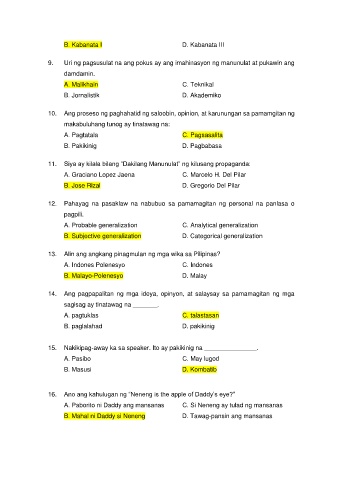 B. Kabanata I D. Kabanata III
9. Uri ng pagsusulat na ang pokus ay ang imahinasyon ng manunulat at pukawin ang
damdamin.
A. Malikhain C. Teknikal
B. Jornalistik D. Akademiko
10. Ang proseso ng paghahatid ng saloobin, opinion, at karunungan sa pamamgitan ng
makabuluhang tunog ay tinatawag na:
A. Pagtatala C. Pagsasalita
B. Pakikinig D. Pagbabasa
11. Siya ay kilala bilang "Dakilang Manunulat" ng kilusang propaganda:
A. Graciano Lopez Jaena C. Marcelo H. Del Pilar
B. Jose Rizal D. Gregorio Del Pilar
12. Pahayag na pasaklaw na nabubuo sa pamamagitan ng personal na panlasa o
pagpili.
A. Probable generalization C. Analytical generalization
B. Subjective generalization D. Categorical generalization
13. Alin ang angkang pinagmulan ng mga wika sa Pilipinas?
A. Indones Polenesyo C. Indones
B. Malayo-Polenesyo D. Malay
14. Ang pagpapalitan ng mga ideya, opinyon, at salaysay sa pamamagitan ng mga
sagisag ay tinatawag na _______.
A. pagtuklas C. talastasan
B. paglalahad D. pakikinig
15. Nakikipag-away ka sa speaker. Ito ay pakikinig na ________________.
A. Pasibo C. May lugod
B. Masusi D. Kombatib
16. Ano ang kahulugan ng "Neneng is the apple of Daddy's eye?"
A. Paborito ni Daddy ang mansanas C. Si Neneng ay tulad ng mansanas
B. Mahal ni Daddy si Neneng D. Tawag-pansin ang mansanas